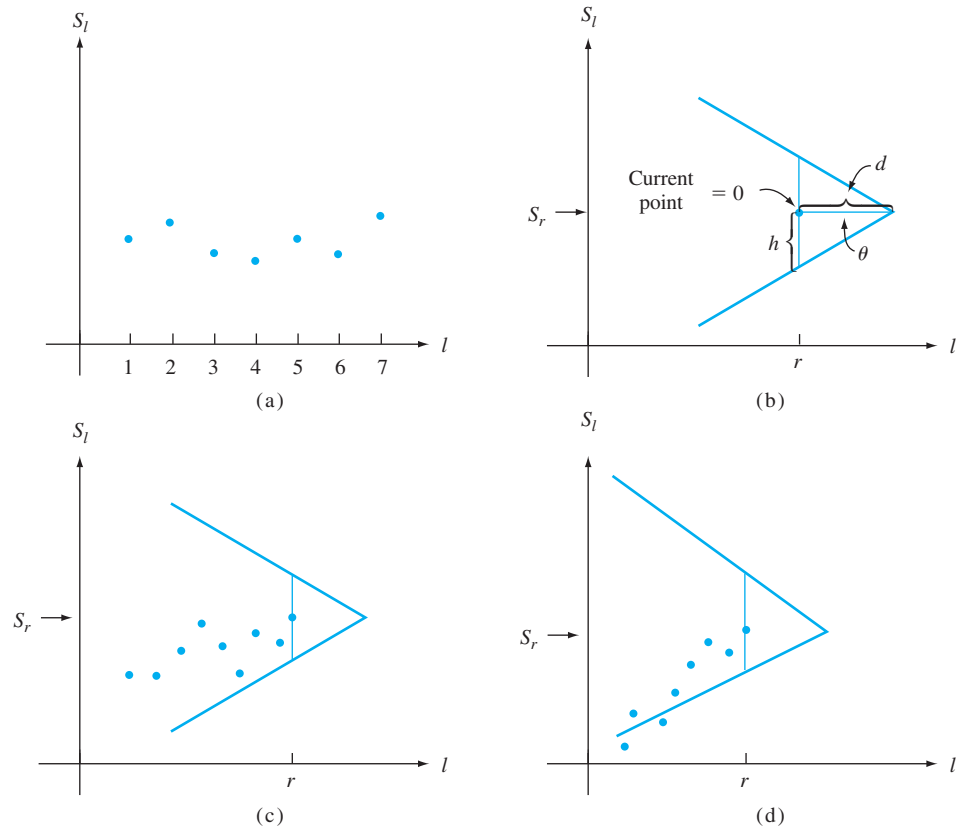 S_l
l
1 2 3 4 5 6 7
(a)
S_l
Current
point = 0
d
S_r
h
θ
l
r
(b)
S_l
S_r
l
r
(c)
S_l
S_r
l
r
(d)